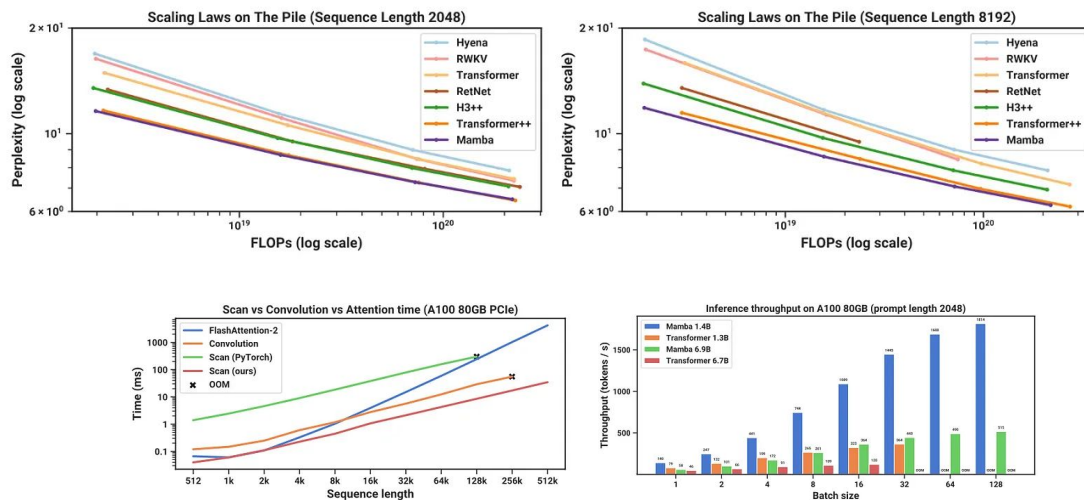 Scaling Laws on The Pile (Sequence Length 2048)
Perplexity (log scale)
2 × 10¹
10¹
6 × 10⁰
Hyena
RWKV
Transformer
RetNet
H3++
Transformer++
Mamba
10¹⁹
10²⁰
FLOPs (log scale)
Scaling Laws on The Pile (Sequence Length 8192)
Perplexity (log scale)
2 × 10¹
10¹
6 × 10⁰
Hyena
RWKV
Transformer
RetNet
H3++
Transformer++
Mamba
10¹⁹
10²⁰
FLOPs (log scale)
Scan vs Convolution vs Attention time (A100 80GB PCIe)
Time (ms)
1000
100
10
1
0.1
FlashAttention-2
Convolution
Scan (PyTorch)
Scan (ours)
OOM
512 1k 2k 4k 8k 16k 32k 64k 128k 256k 512k
Sequence length
Inference throughput on A100 80GB (prompt length 2048)
Throughput (tokens / s)
1500
1000
500
Mamba 1.4B
Transformer 1.3B
Mamba 6.9B
Transformer 6.7B
OOM
OOM
OOM
OOM
OOM
1 2 4 8 16 32 64 128
Batch size